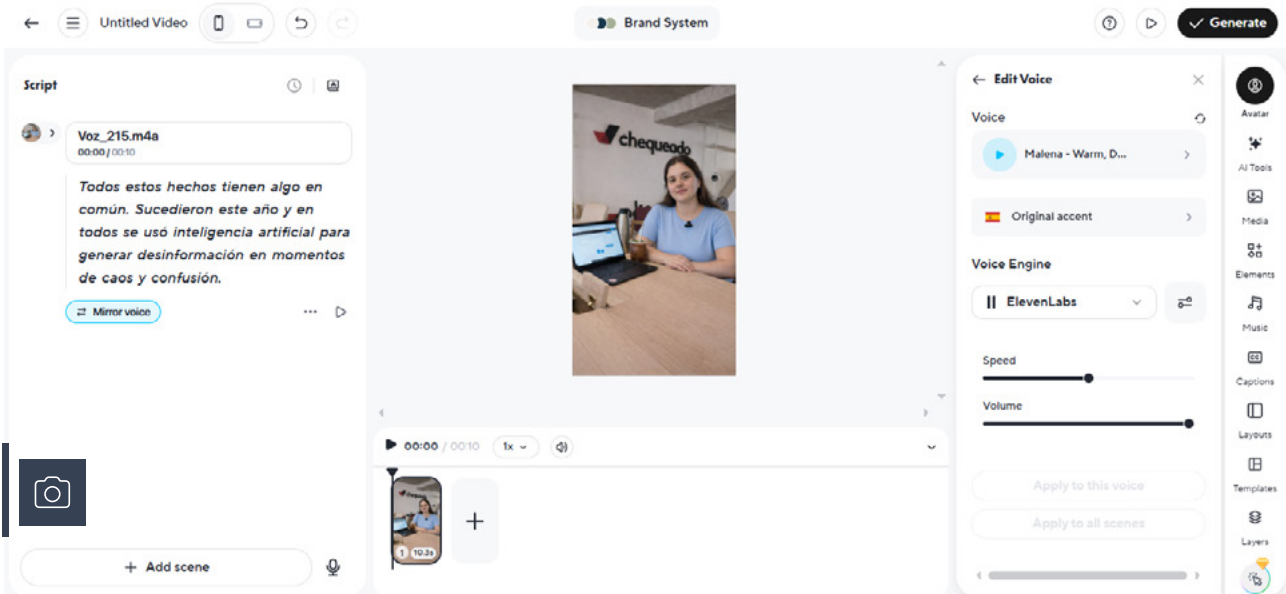 Untitled Video
Brand System
Generate
Script
Voz_215.m4a
00:00 / 00:10
Todos estos hechos tienen algo en
común. Sucedieron este año y en
todos se usó inteligencia artificial para
generar desinformación en momentos
de caos y confusión.
Mirror voice
+ Add scene
chequeado
00:00 / 00:10
1x
chequeado
1
10.3s
+
Edit Voice
Voice
Malena - Warm, D...
Original accent
Voice Engine
ElevenLabs
Speed
Volume
Apply to this voice
Apply to all scenes
Avatar
AI Tools
Media
Elements
Music
CC
Captions
Layouts
Templates
Layers